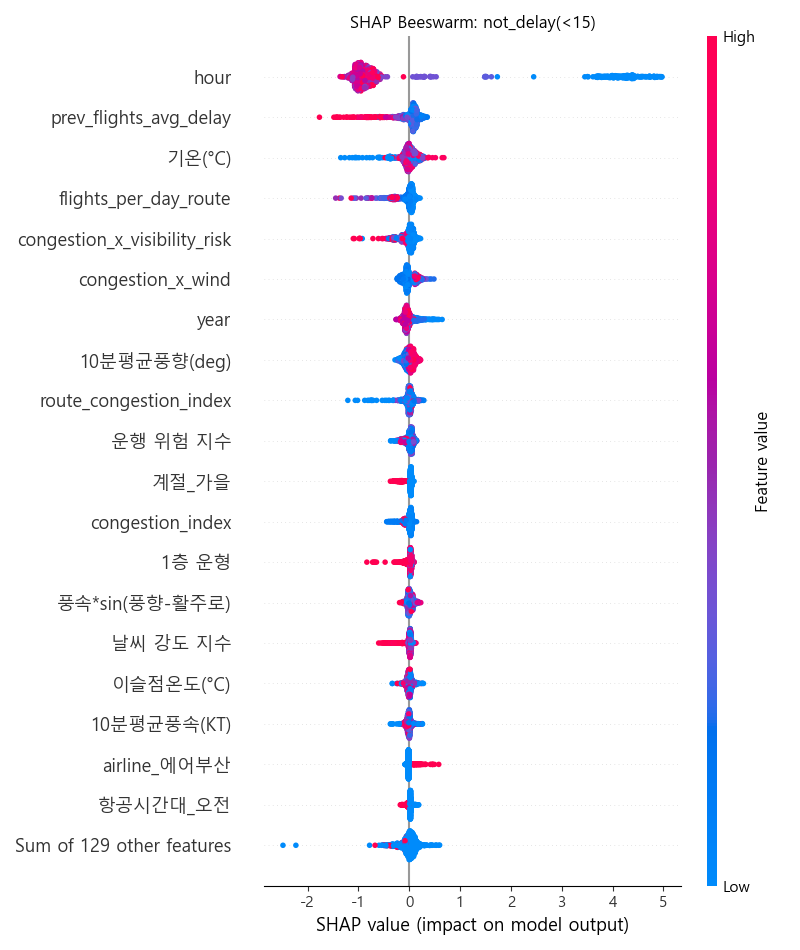 SHAP Beeswarm: not_delay(<15)
High
hour
prev_flights_avg_delay
기온(°C)
flights_per_day_route
congestion_x_visibility_risk
congestion_x_wind
year
10분평균풍향(deg)
route_congestion_index
운행 위험 지수
계절_가을
congestion_index
1층 운형
풍속*sin(풍향-활주로)
날씨 강도 지수
이슬점온도(°C)
10분평균풍속(KT)
airline_에어부산
항공시간대_오전
Sum of 129 other features
Feature value
Low
-2 -1 0 1 2 3 4 5
SHAP value (impact on model output)